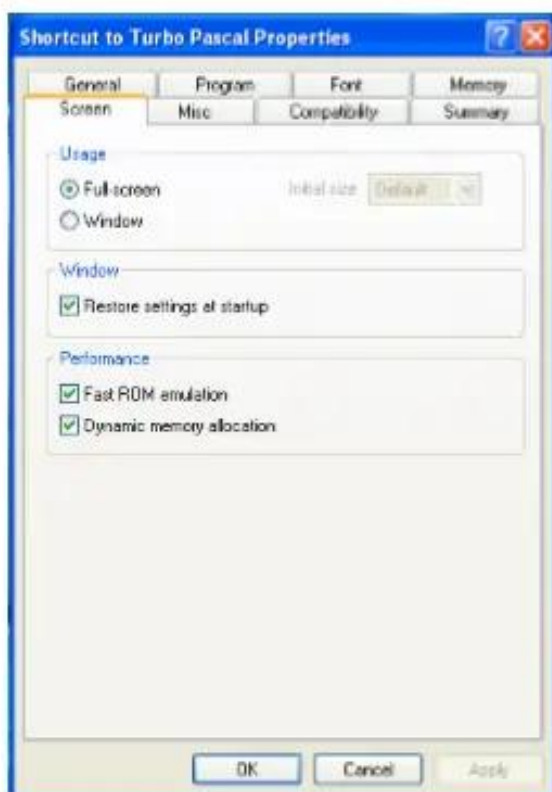 Shortcut to Turbo Pascal Properties
General Program Font Memory
Screen Misc Compatibility Summary
Usage
Full-screen Initial size Default
Window
Window
Restore settings at startup
Performance
Fast ROM emulation
Dynamic memory allocation
OK Cancel Apply